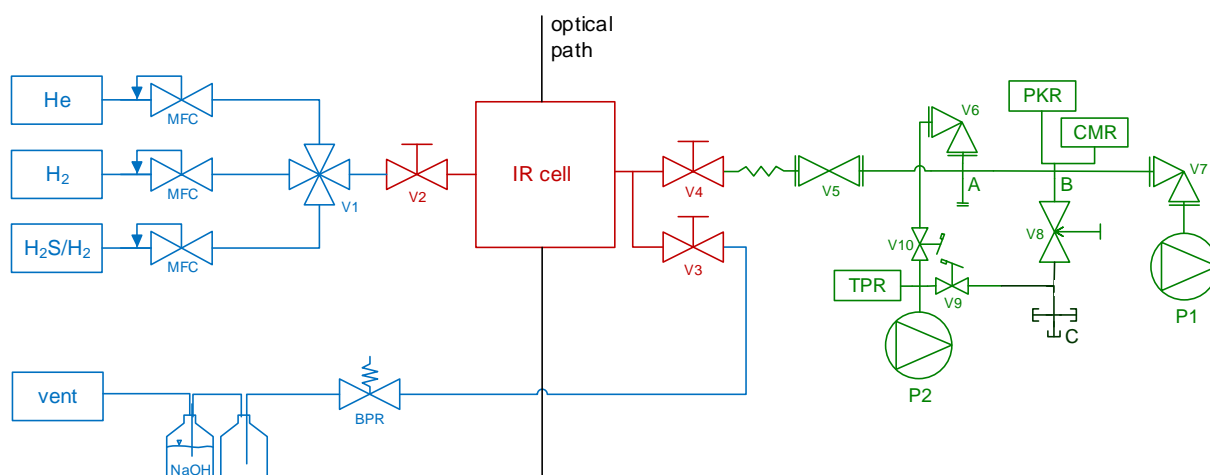 optical
path
He
MFC
H₂
MFC
H₂S/H₂
MFC
V1
V2
IR cell
V4
V3
V5
V6
PKR
CMR
A
B
V7
V8
V10
TPR
V9
C
P1
P2
vent
NaOH
BPR